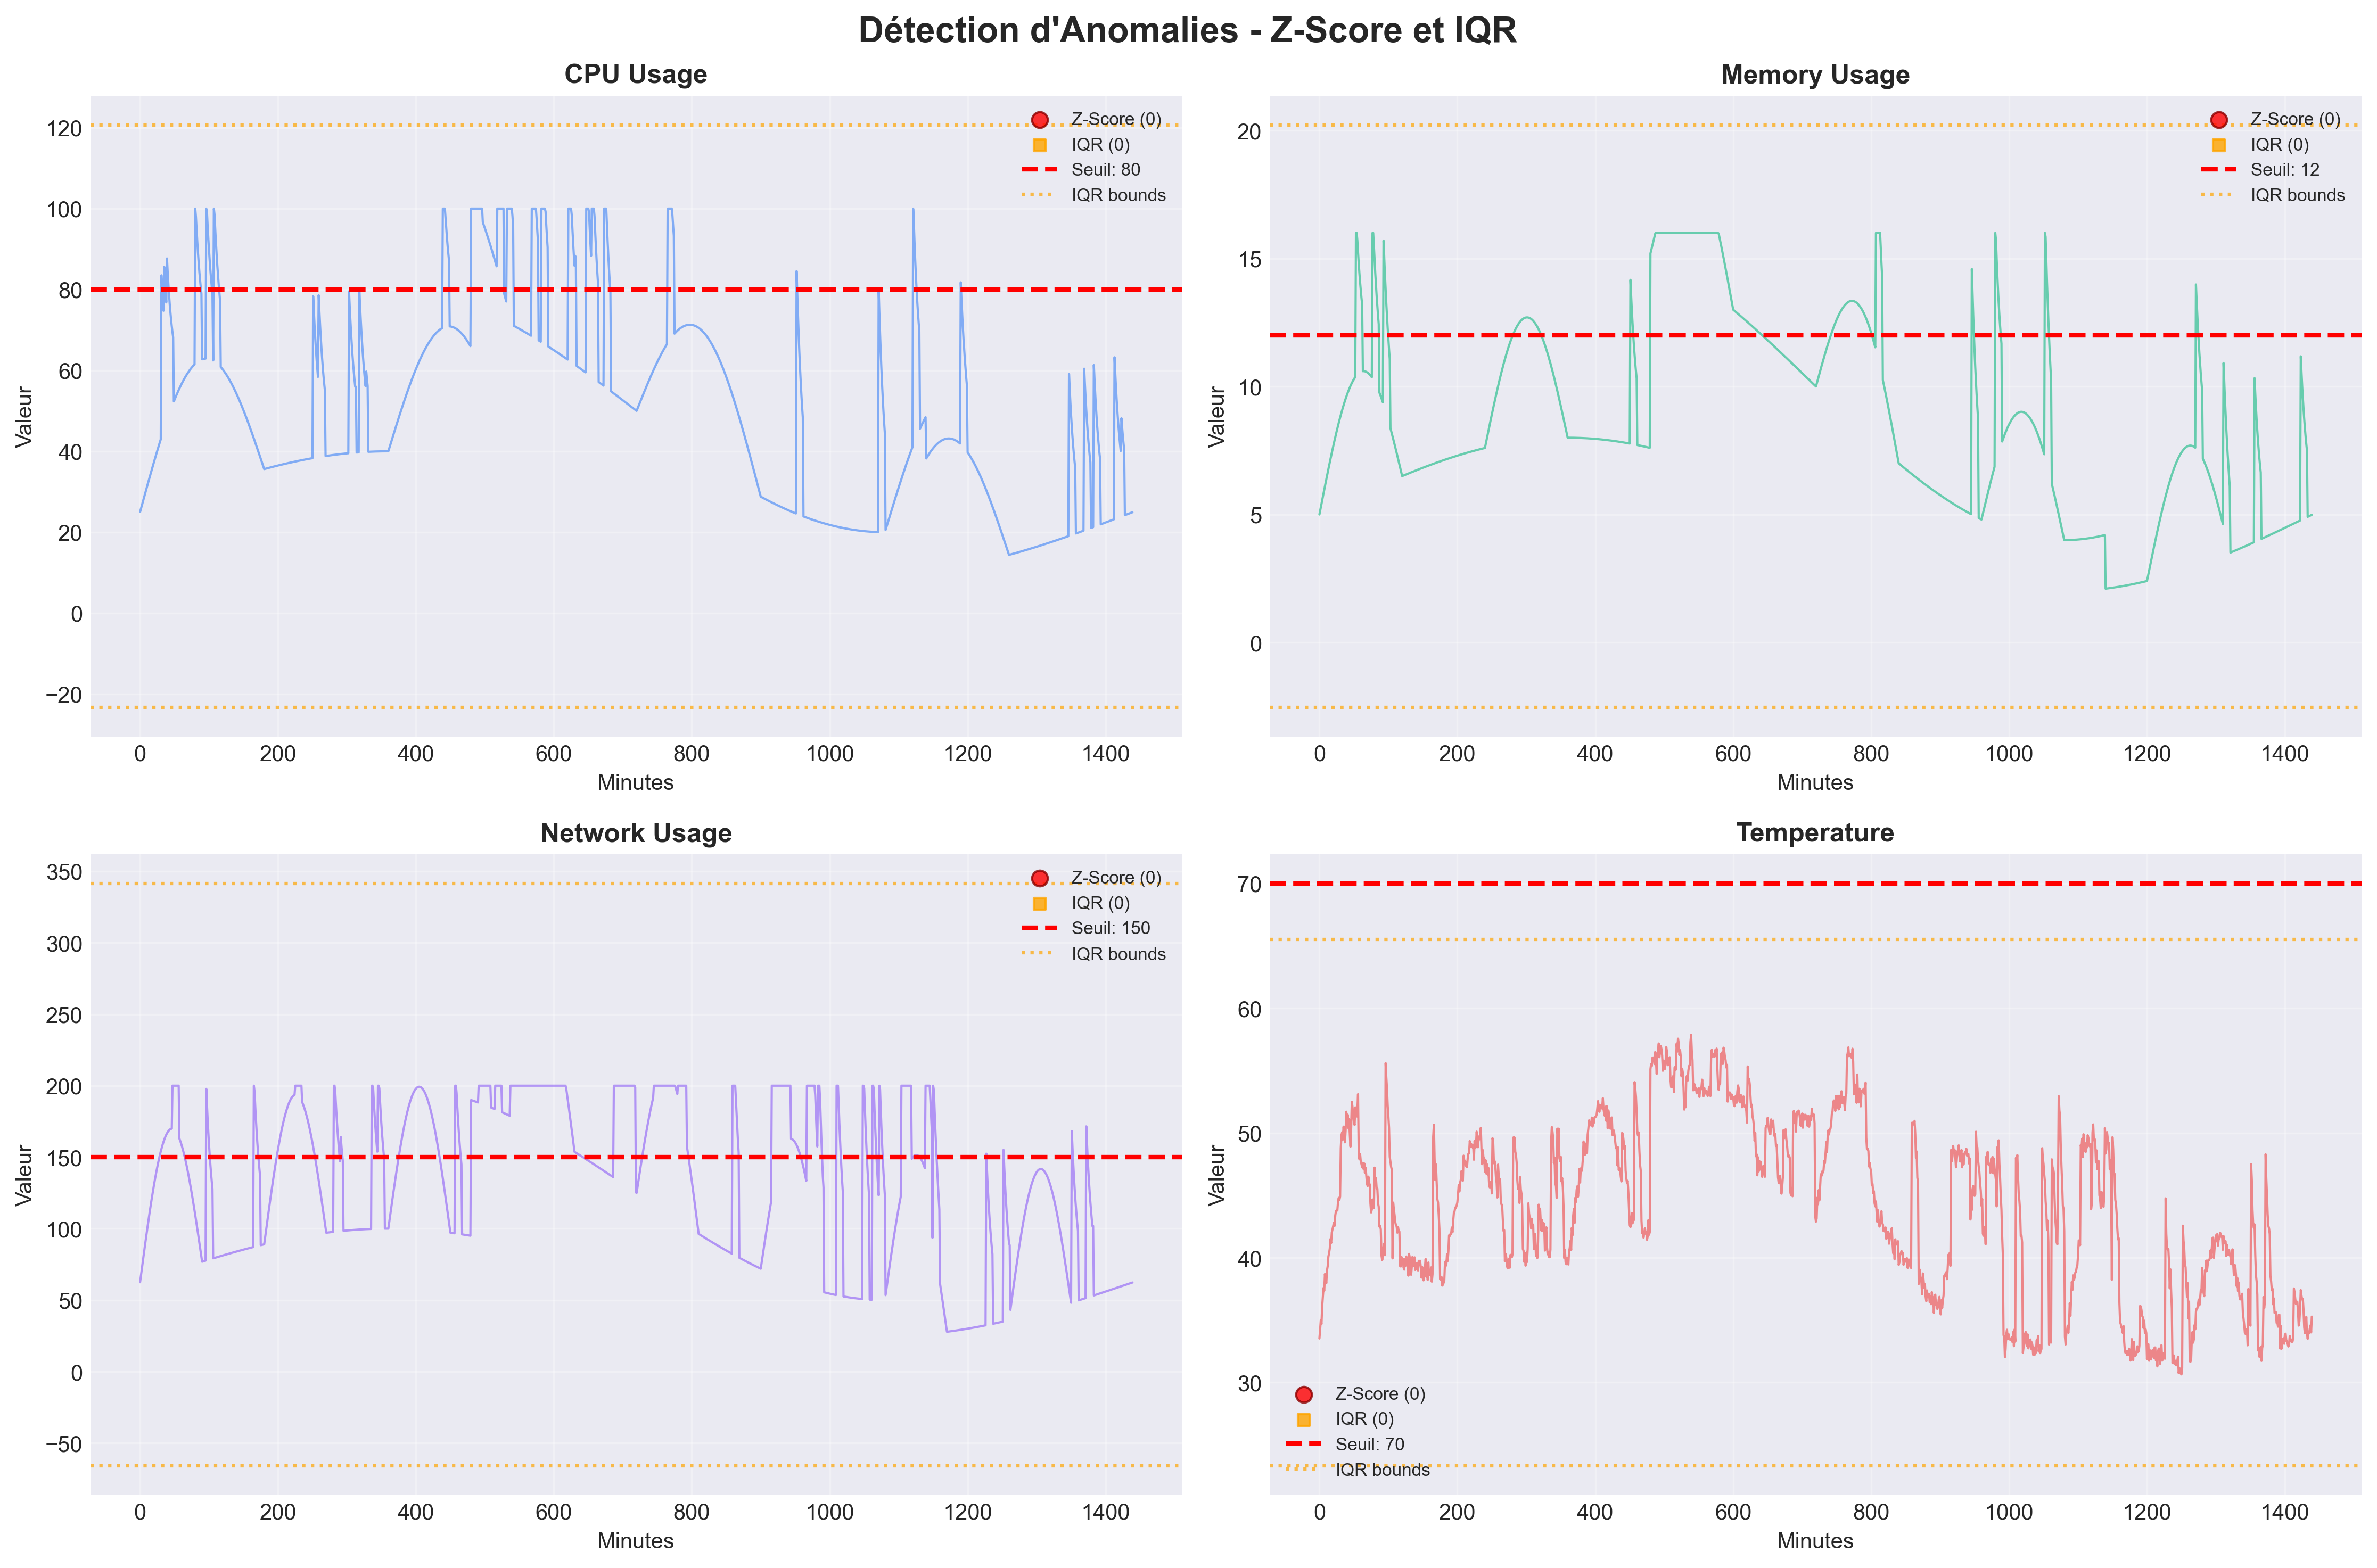 Détection d'Anomalies - Z-Score et IQR
CPU Usage
Valeur
120
100
80
60
40
20
0
−20
Z-Score (0)
IQR (0)
Seuil: 80
IQR bounds
0 200 400 600 800 1000 1200 1400
Minutes
Memory Usage
Valeur
20
15
10
5
0
Z-Score (0)
IQR (0)
Seuil: 12
IQR bounds
0 200 400 600 800 1000 1200 1400
Minutes
Network Usage
Valeur
350
300
250
200
150
100
50
0
−50
Z-Score (0)
IQR (0)
Seuil: 150
IQR bounds
0 200 400 600 800 1000 1200 1400
Minutes
Temperature
Valeur
70
60
50
40
30
Z-Score (0)
IQR (0)
Seuil: 70
IQR bounds
0 200 400 600 800 1000 1200 1400
Minutes